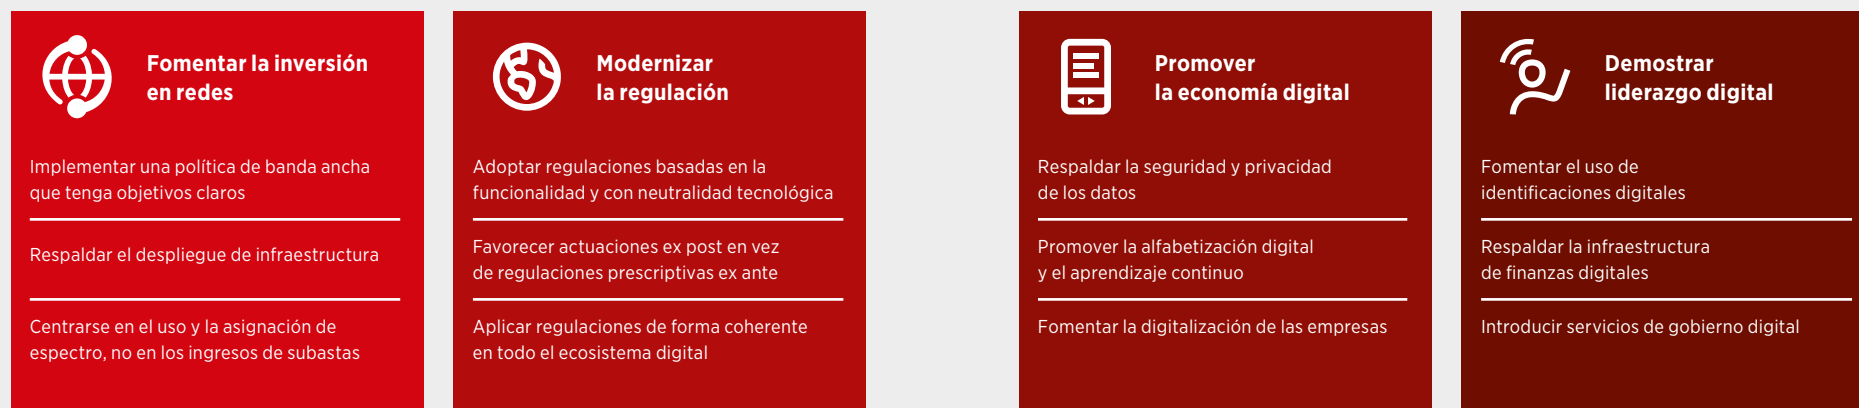 Fomentar la inversión
en redes
Implementar una política de banda ancha
que tenga objetivos claros
Respaldar el despliegue de infraestructura
Centrarse en el uso y la asignación de
espectro, no en los ingresos de subastas
Modernizar
la regulación
Adoptar regulaciones basadas en la
funcionalidad y con neutralidad tecnológica
Favorecer actuaciones ex post en vez
de regulaciones prescriptivas ex ante
Aplicar regulaciones de forma coherente
en todo el ecosistema digital
Promover
la economía digital
Respaldar la seguridad y privacidad
de los datos
Promover la alfabetización digital
y el aprendizaje continuo
Fomentar la digitalización de las empresas
Demostrar
liderazgo digital
Fomentar el uso de
identificaciones digitales
Respaldar la infraestructura
de finanzas digitales
Introducir servicios de gobierno digital